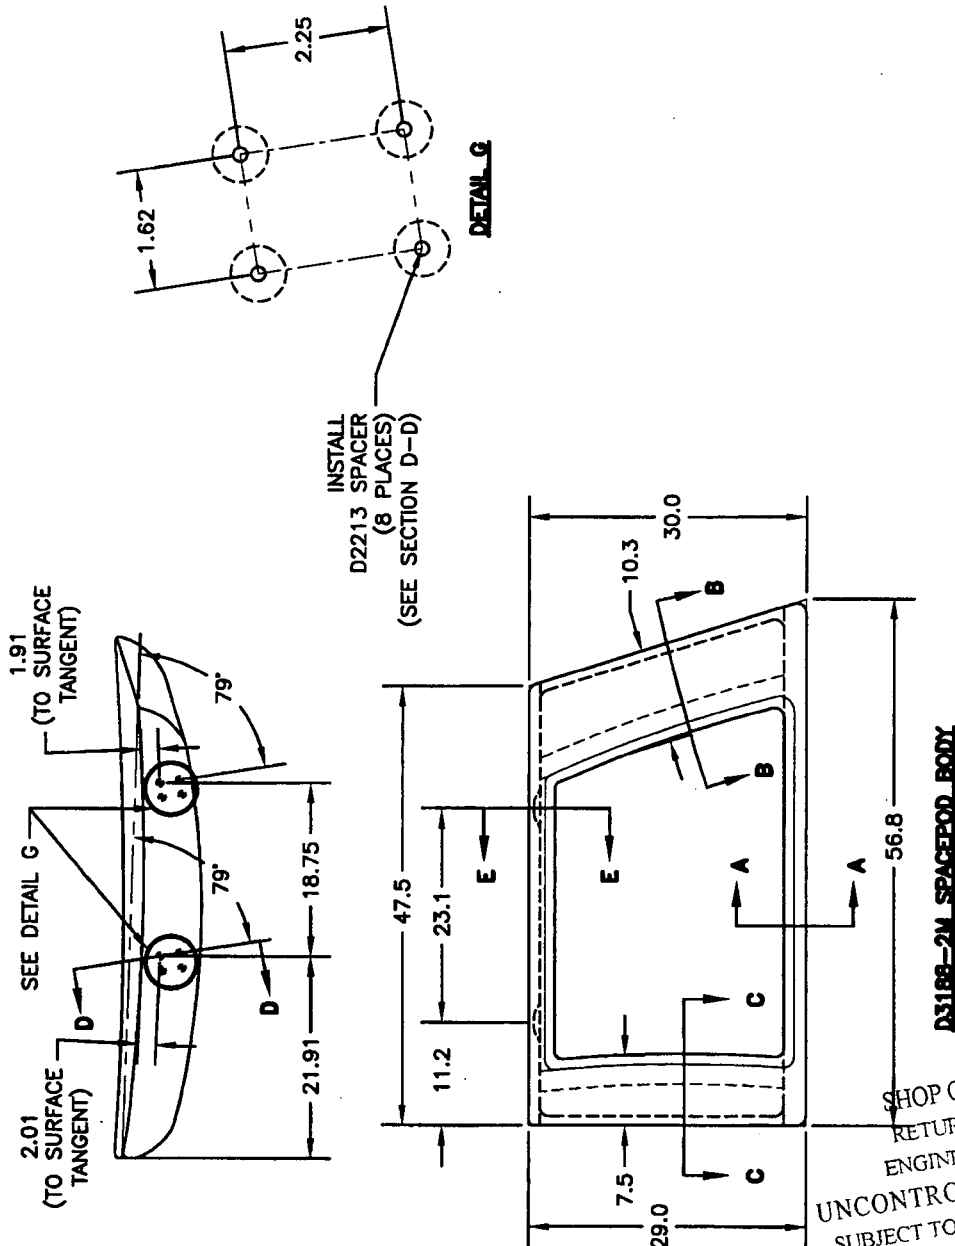 2.25
1.62
DETAIL G
INSTALL
D2213 SPACER
(8 PLACES)
(SEE SECTION D-D)
1.91
(TO SURFACE
TANGENT)
79°
SEE DETAIL G
79°
18.75
D
D
2.01
(TO SURFACE
TANGENT)
21.91
30.0
10.3
B
B
47.5
E
E
23.1
A
A
56.8
11.2
C
C
7.5
29.0
D3188-2M SPACEPOD BODY
SHOP
RETUR
ENGIN
UNCONTRO
SUBJECT TO